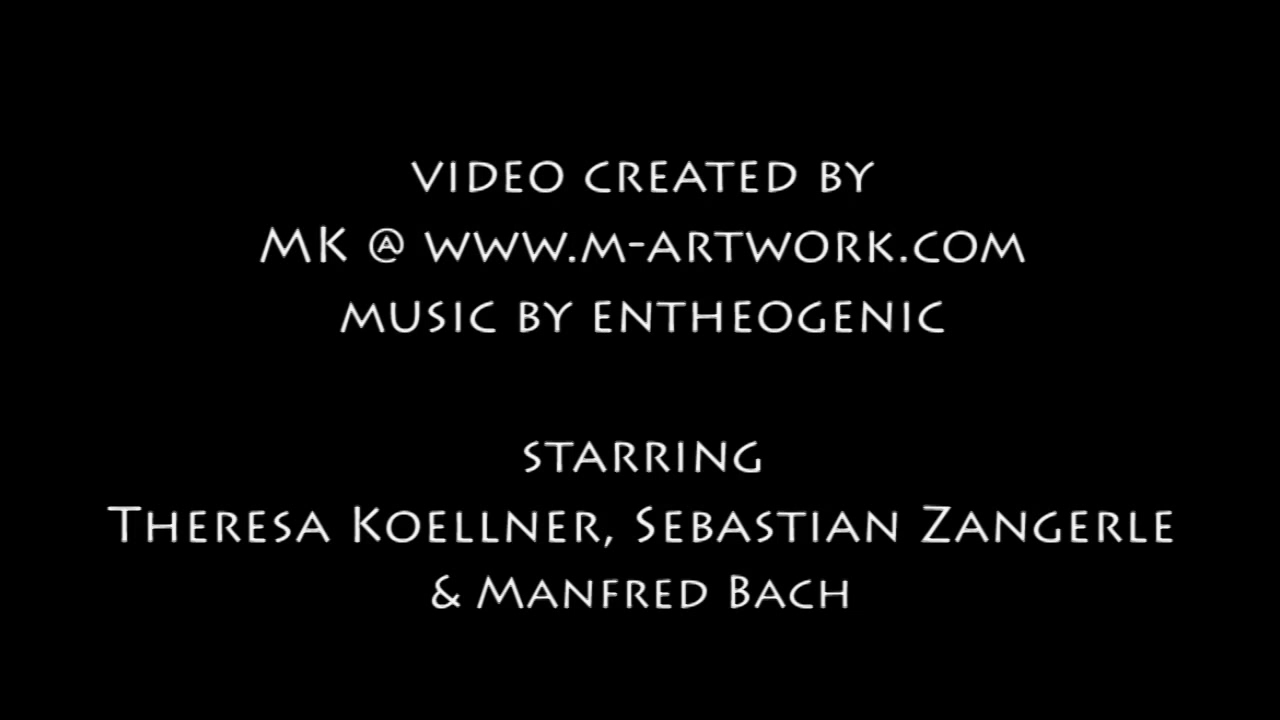 VIDEO CREATED BY
MK @ WWW.M-ARTWORK.COM
MUSIC BY ENTHEOGENIC
STARRING
THERESA KOELLNER, SEBASTIAN ZANGERLE
& MANFRED BACH